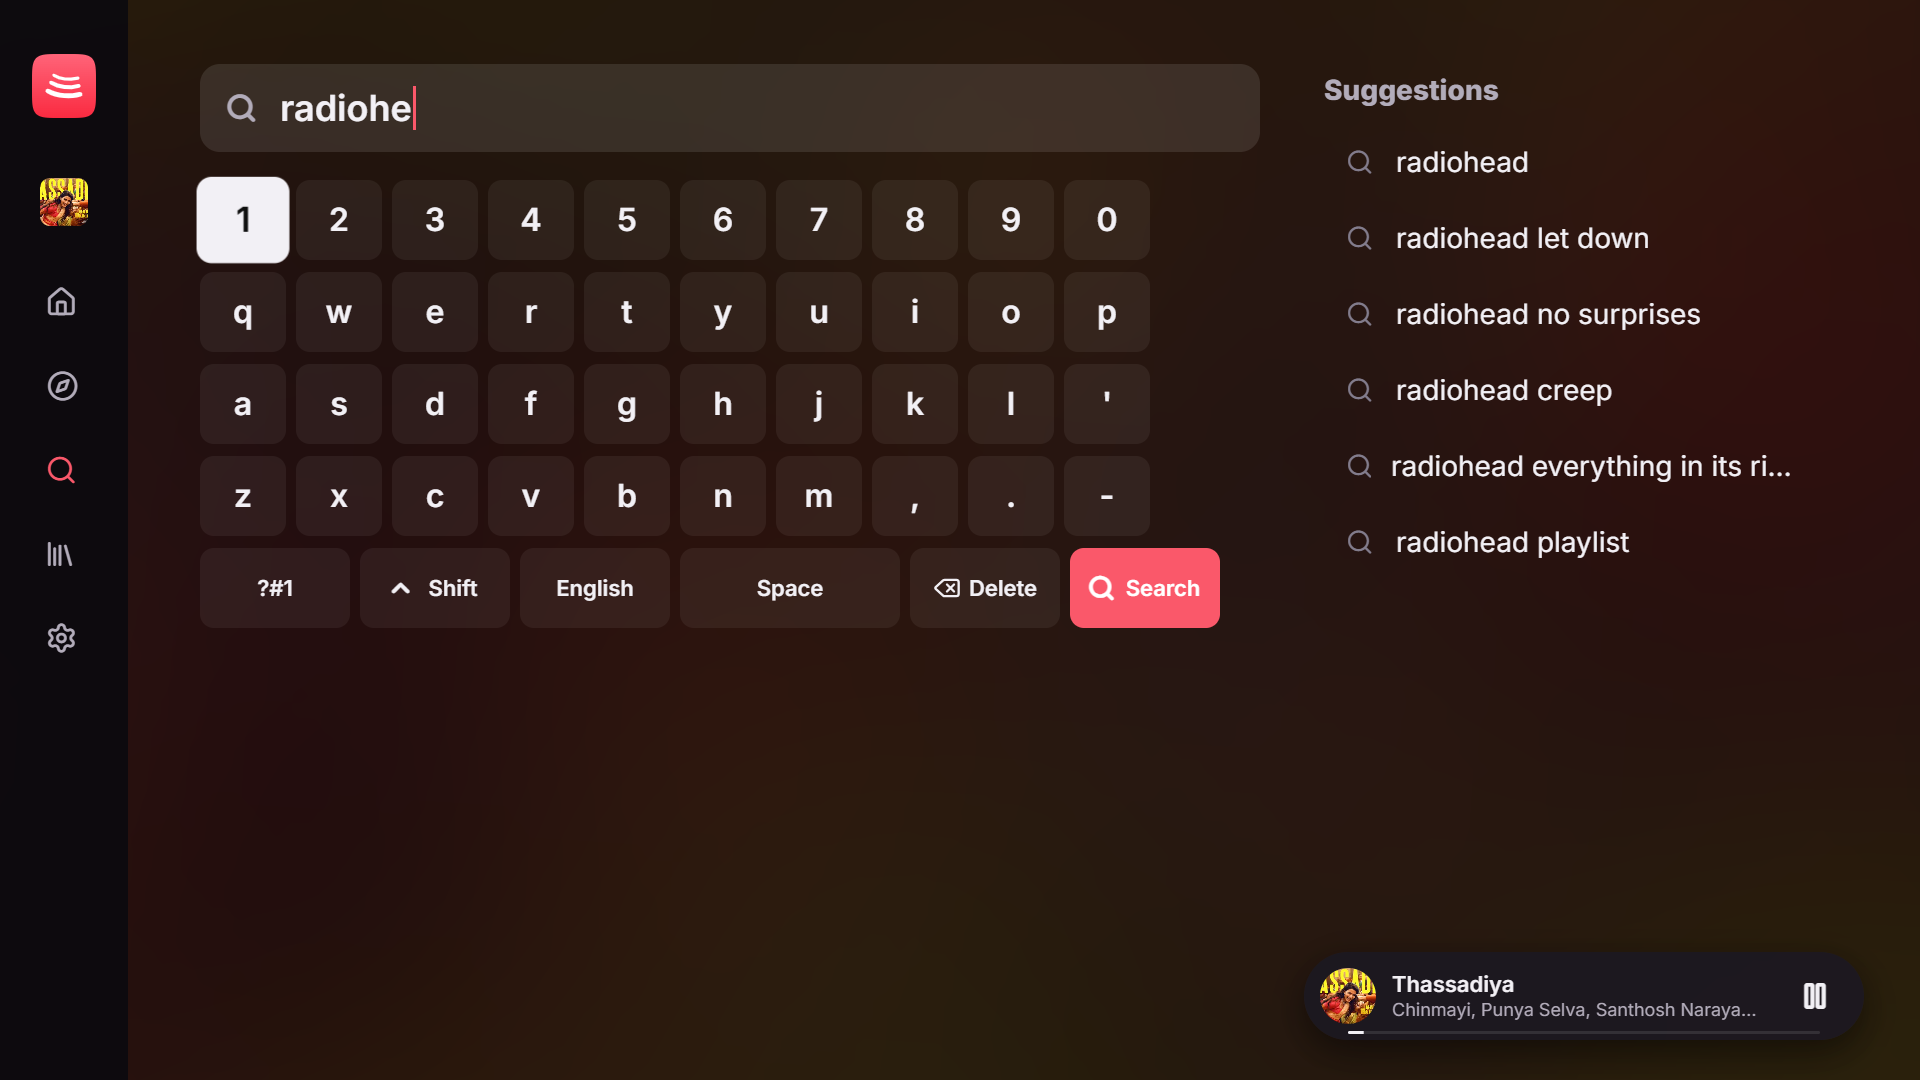 radiohe
1 2 3 4 5 6 7 8 9 0
q w e r t y u i o p
a s d f g h j k l '
z x c v b n m , . -
?#1 Shift English Space Delete Search
Suggestions
radiohead
radiohead let down
radiohead no surprises
radiohead creep
radiohead everything in its ri...
radiohead playlist
Thassadiya
Chinmayi, Punya Selva, Santhosh Naraya...